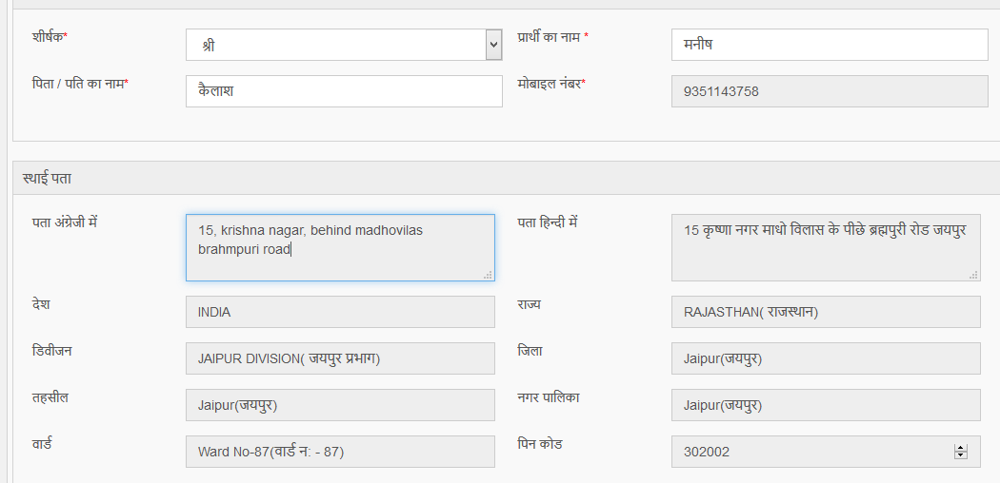 शीर्षक* श्री प्रार्थी का नाम * मनीष
पिता / पति का नाम* कैलाश मोबाइल नंबर* 9351143758
स्थाई पता
पता अंग्रेजी में 15, krishna nagar, behind madhovilas पता हिन्दी में 15 कृष्णा नगर माधो विलास के पीछे ब्रह्मपुरी रोड जयपुर
brahmpuri road
देश INDIA राज्य RAJASTHAN( राजस्थान)
डिवीजन JAIPUR DIVISION( जयपुर प्रभाग) जिला Jaipur(जयपुर)
तहसील Jaipur(जयपुर) नगर पालिका Jaipur(जयपुर)
वार्ड Ward No-87(वार्ड न: - 87) पिन कोड 302002